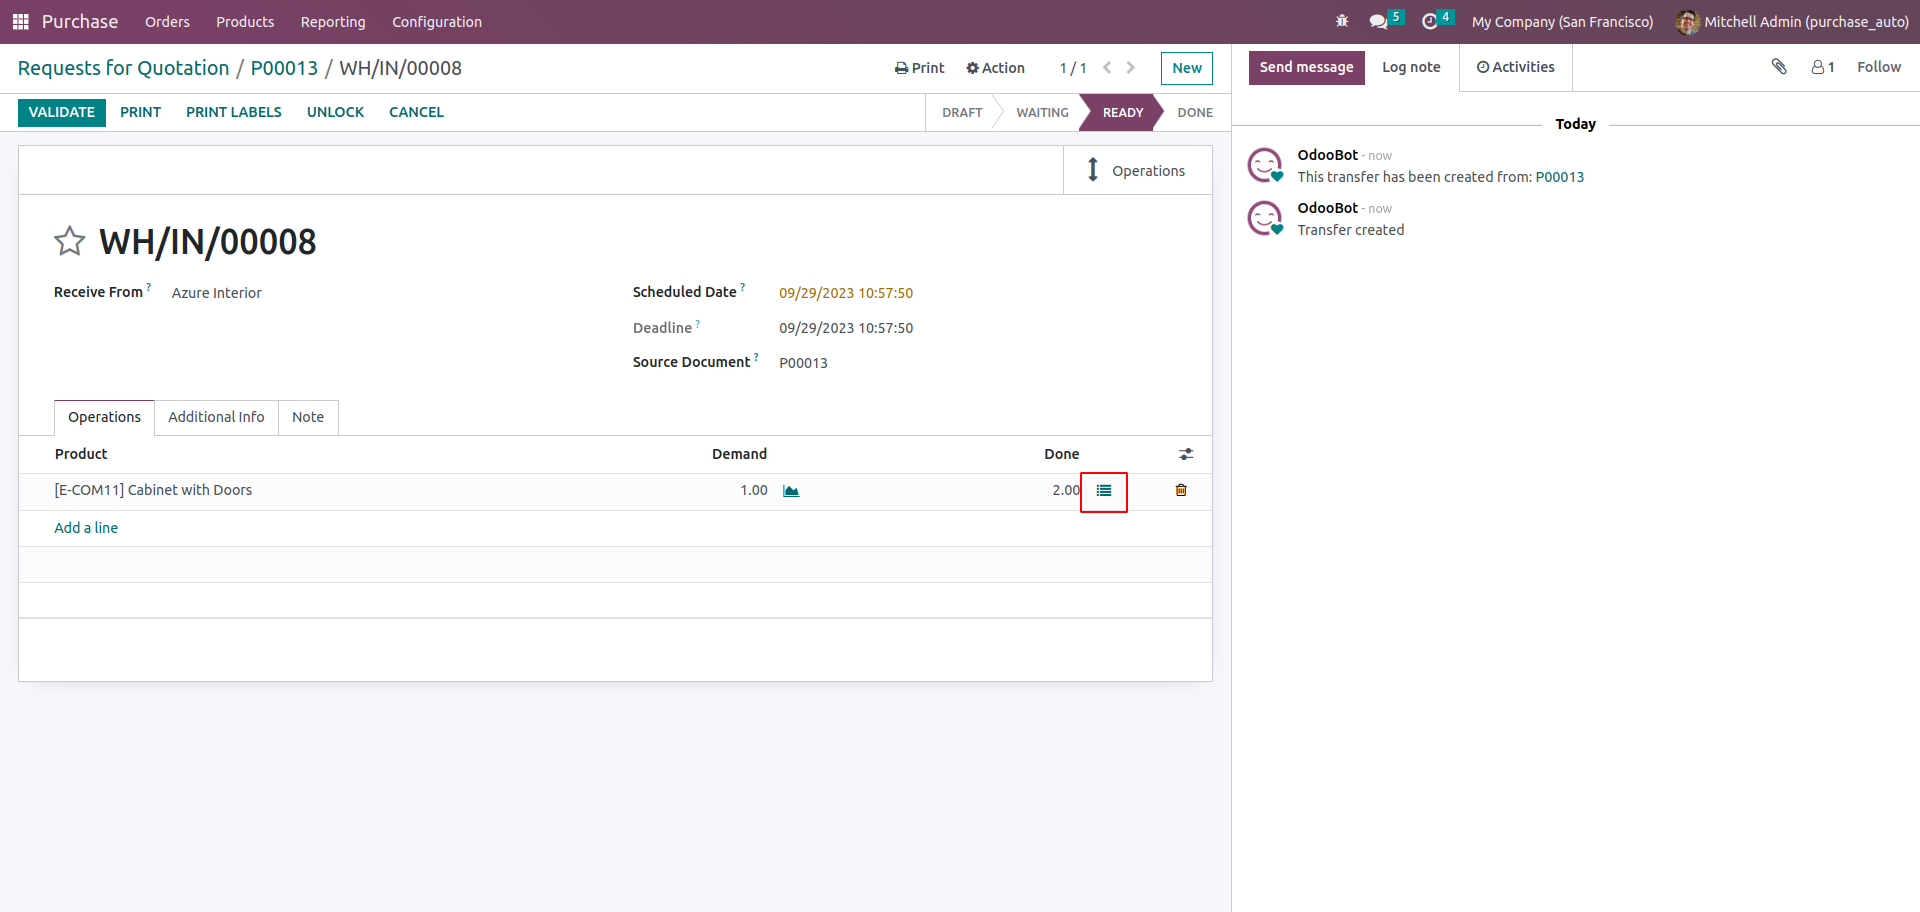 Purchase Orders Products Reporting Configuration 5 4 My Company (San Francisco) Mitchell Admin (purchase_auto)
Requests for Quotation / P00013 / WH/IN/00008 Print Action 1 / 1 New
VALIDATE PRINT PRINT LABELS UNLOCK CANCEL DRAFT WAITING READY DONE
Operations
WH/IN/00008
Receive From ? Azure Interior
Scheduled Date ? 09/29/2023 10:57:50
Deadline ? 09/29/2023 10:57:50
Source Document ? P00013
Operations Additional Info Note
Product Demand Done
[E-COM11] Cabinet with Doors 1.00 2.00
Add a line
Send message Log note Activities 1 Follow
Today
OdooBot - now
This transfer has been created from: P00013
OdooBot - now
Transfer created